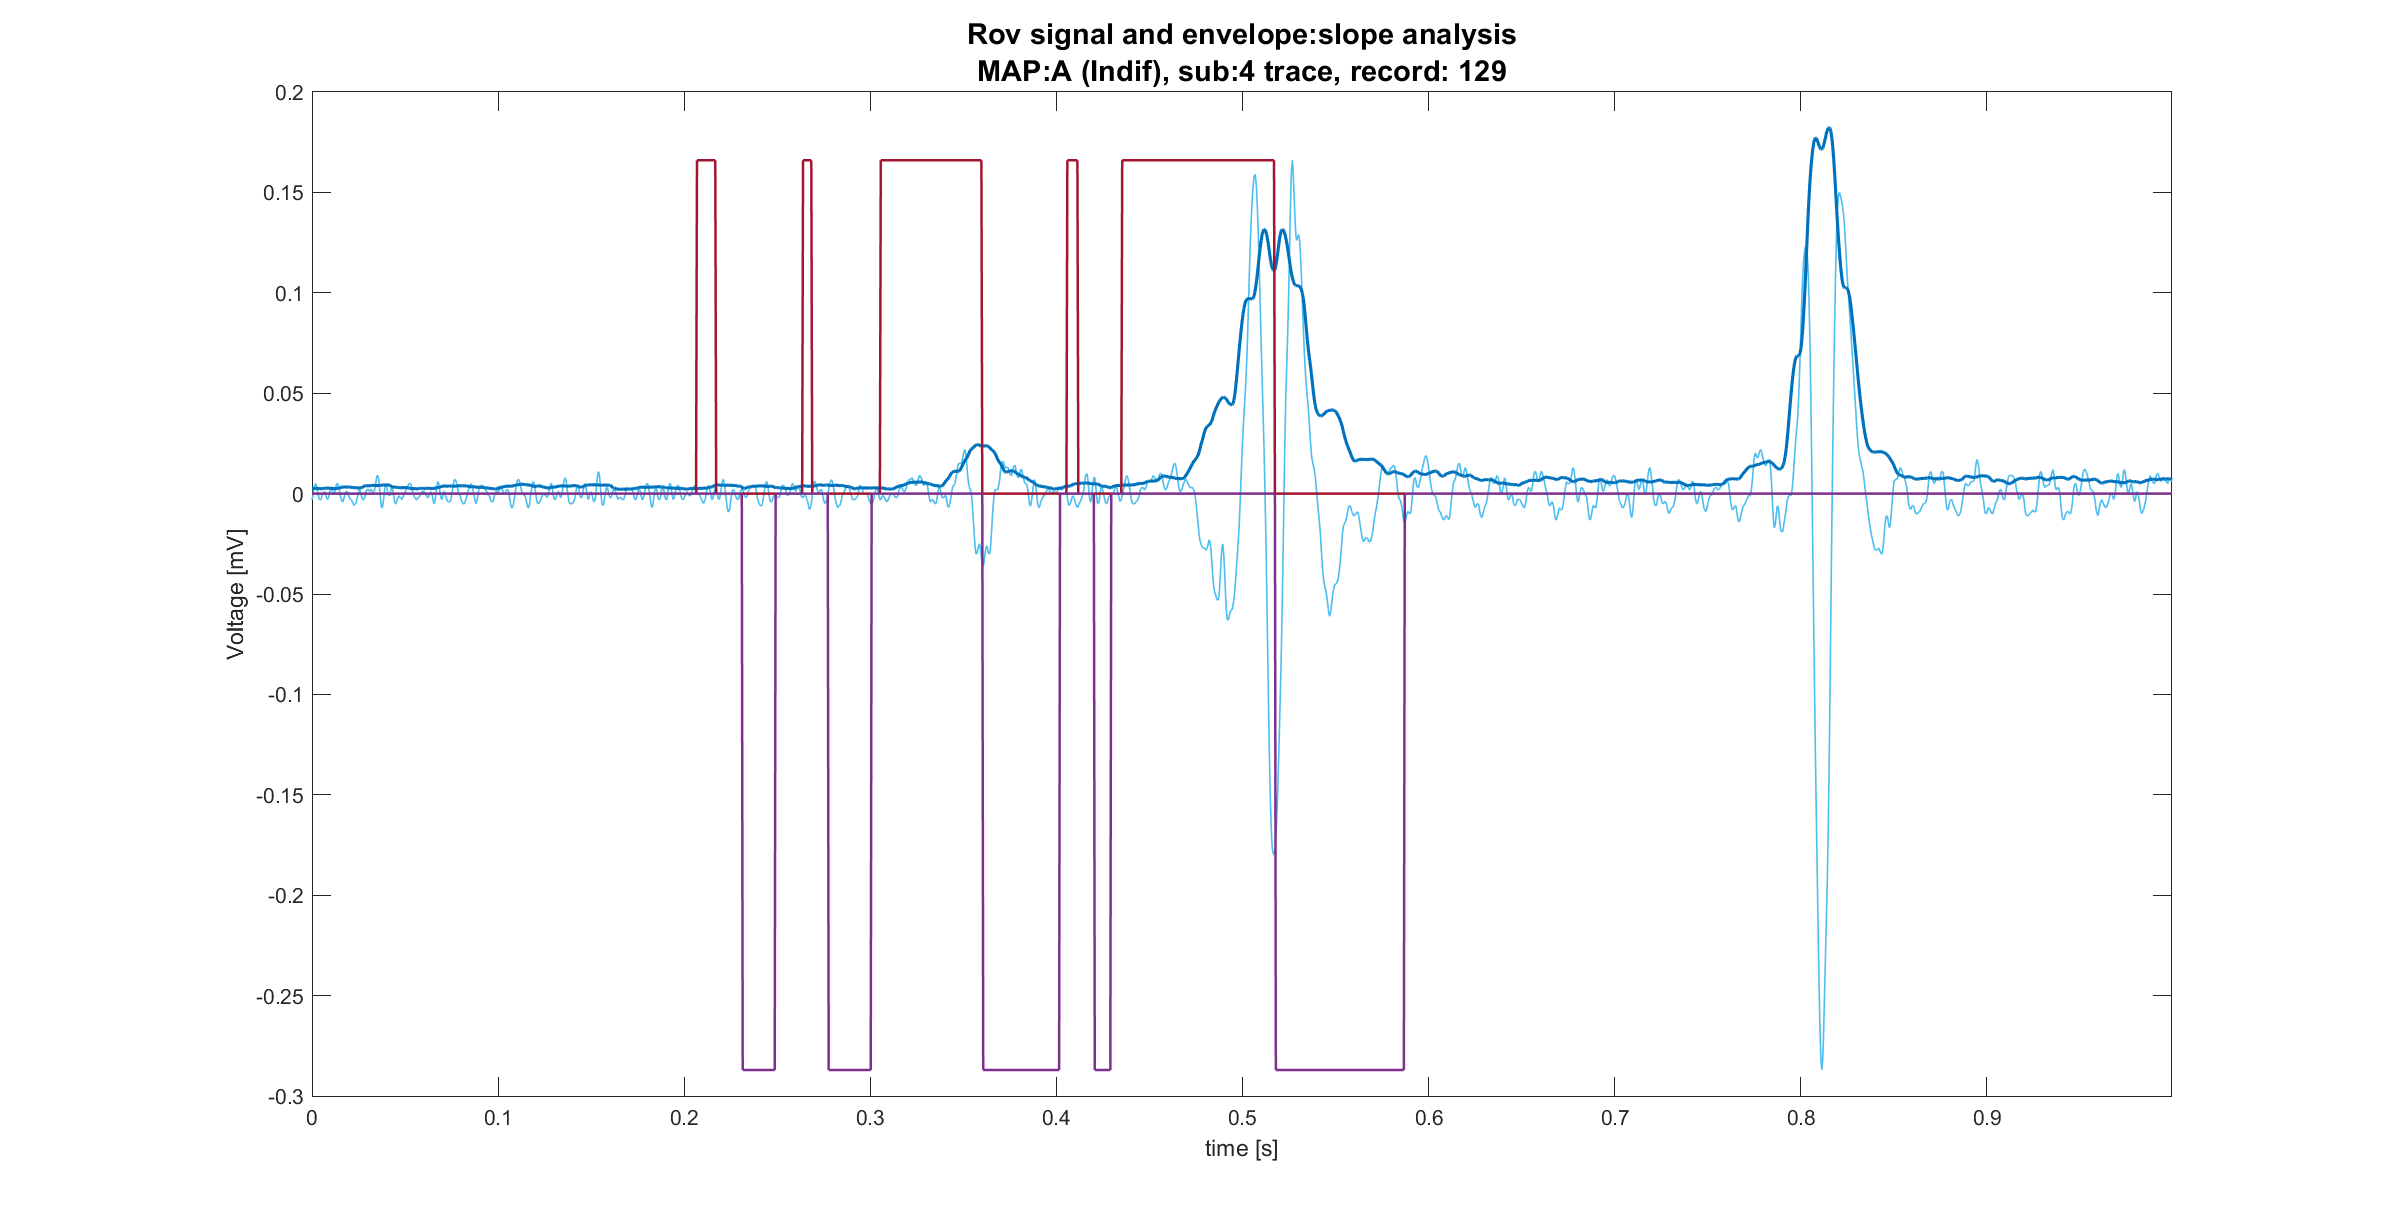 Rov signal and envelope:slope analysis
MAP:A (Indif), sub:4 trace, record: 129
0.2
0.15
0.1
0.05
0
-0.05
-0.1
-0.15
-0.2
-0.25
-0.3
Voltage [mV]
0 0.1 0.2 0.3 0.4 0.5 0.6 0.7 0.8 0.9
time [s]